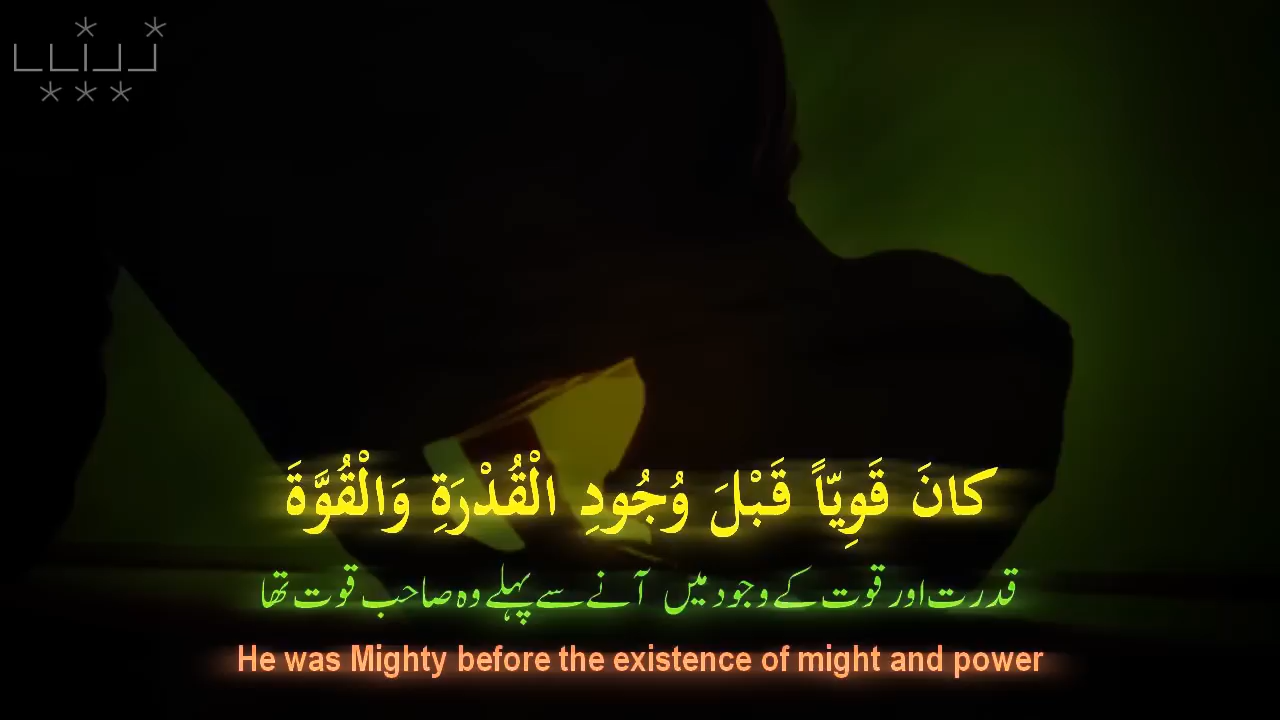 كانَ قَوِيّاً قَبْلَ وُجُودِ الْقُدْرَةِ وَالْقُوَّةَ
قدرت اور قوت کے وجود میں آنے سے پہلے وہ صاحب قوت تھا
He was Mighty before the existence of might and power